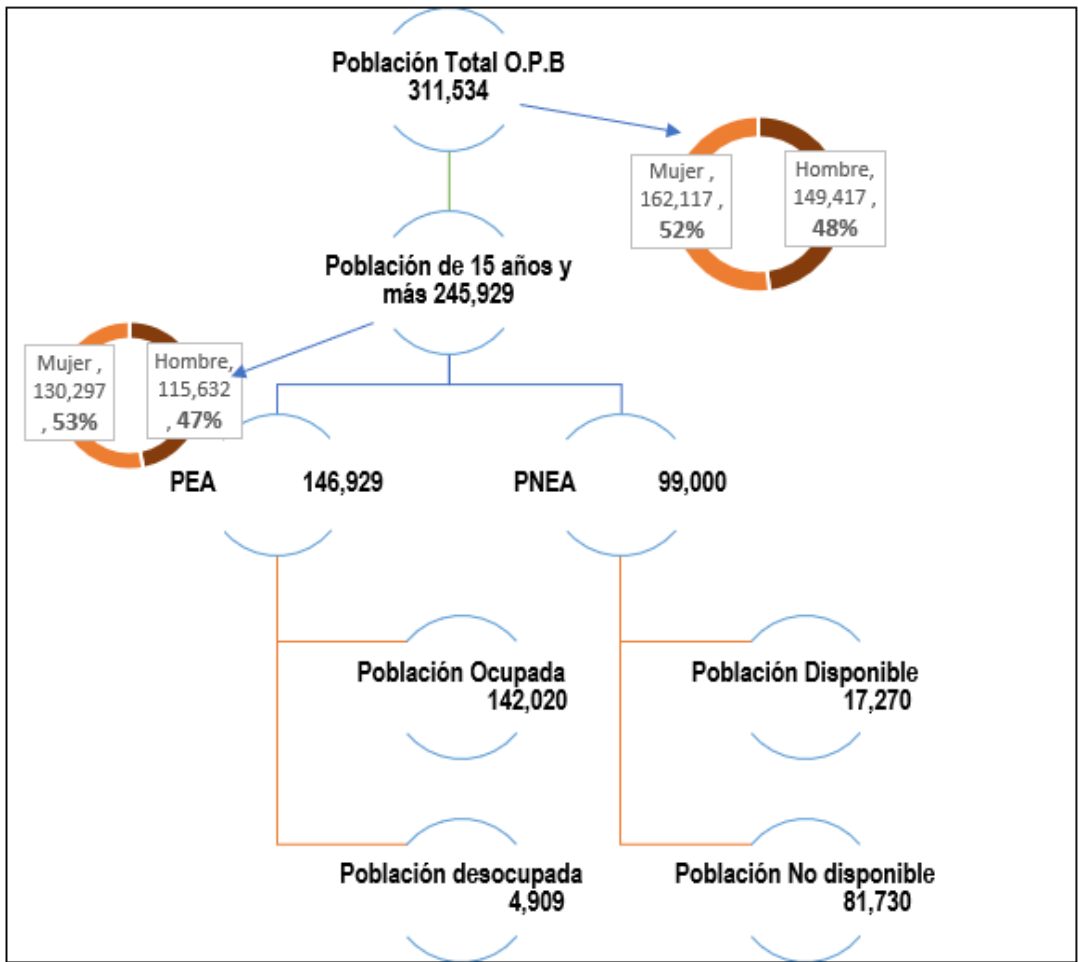 Población Total O.P.B
311,534
Mujer ,
162,117 ,
52%
Hombre,
149,417 ,
48%
Población de 15 años y
más 245,929
Mujer ,
130,297
, 53%
Hombre,
115,632
, 47%
PEA 146,929
PNEA 99,000
Población Ocupada
142,020
Población Disponible
17,270
Población desocupada
4,909
Población No disponible
81,730